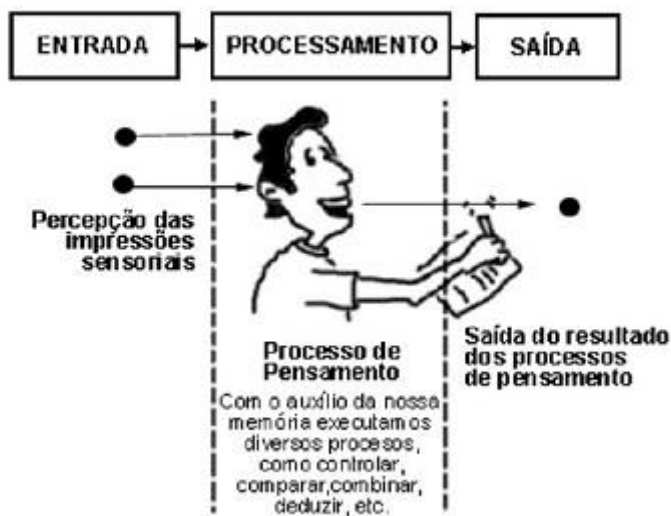 ENTRADA
PROCESSAMENTO
SAÍDA
Percepção das
impressões
sensoriais
Processo de
Pensamento
Com o auxílio da nossa
memória executamos
diversos procesos,
como controlar,
comparar,combinar,
deduzir, etc.
Saída do resultado
dos processos
de pensamento